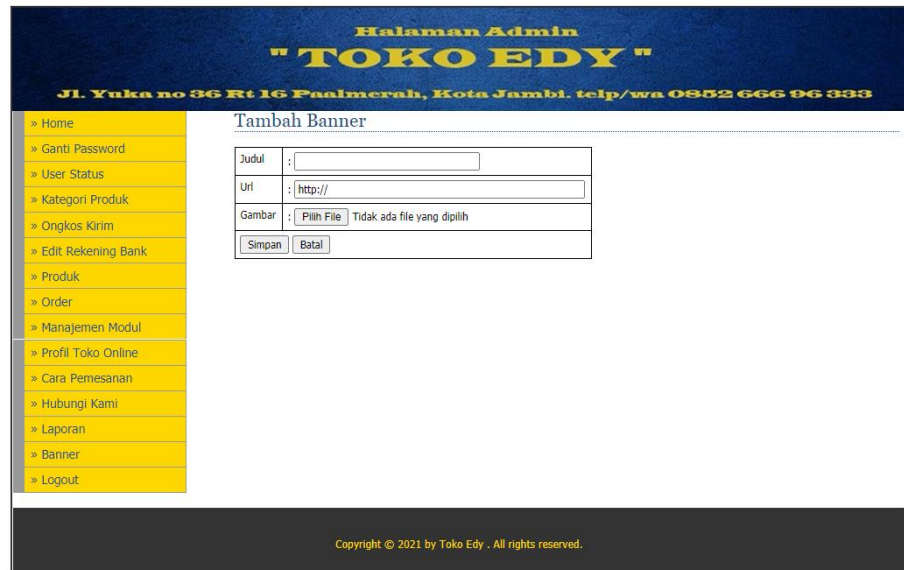 Halaman Admin
" TOKO EDY "
Jl. Yuka no 36 Rt 16 Paalmerah, Kota Jambi. telp/wa 0852 666 96 333
» Home
» Ganti Password
» User Status
» Kategori Produk
» Ongkos Kirim
» Edit Rekening Bank
» Produk
» Order
» Manajemen Modul
» Profil Toko Online
» Cara Pemesanan
» Hubungi Kami
» Laporan
» Banner
» Logout
Tambah Banner
Judul :
Url : http://
Gambar : Pilih File Tidak ada file yang dipilih
Simpan Batal
Copyright © 2021 by Toko Edy . All rights reserved.